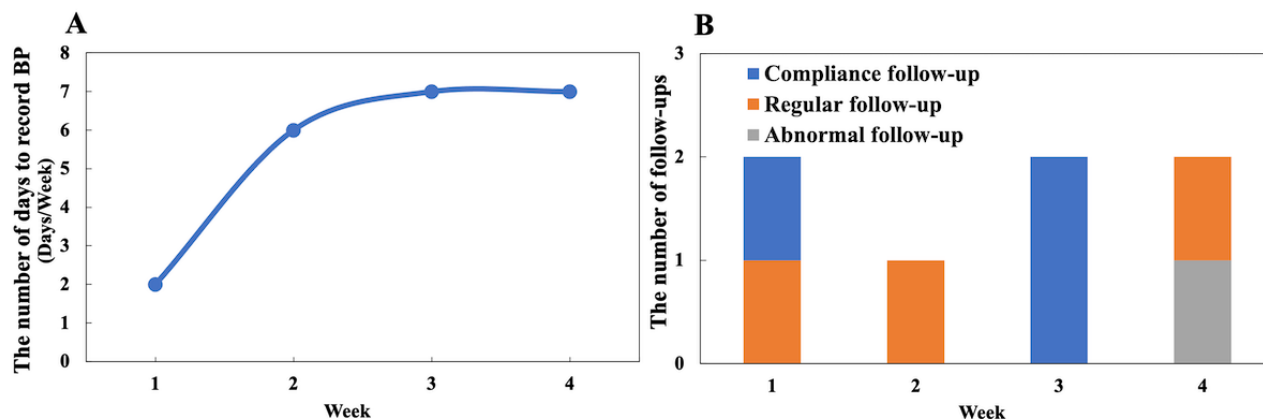 A
The number of days to record BP
(Days/Week)
8
7
6
5
4
3
2
1
0
1 2 3 4
Week
B
The number of follow-ups
3
2
1
0
Compliance follow-up
Regular follow-up
Abnormal follow-up
1 2 3 4
Week